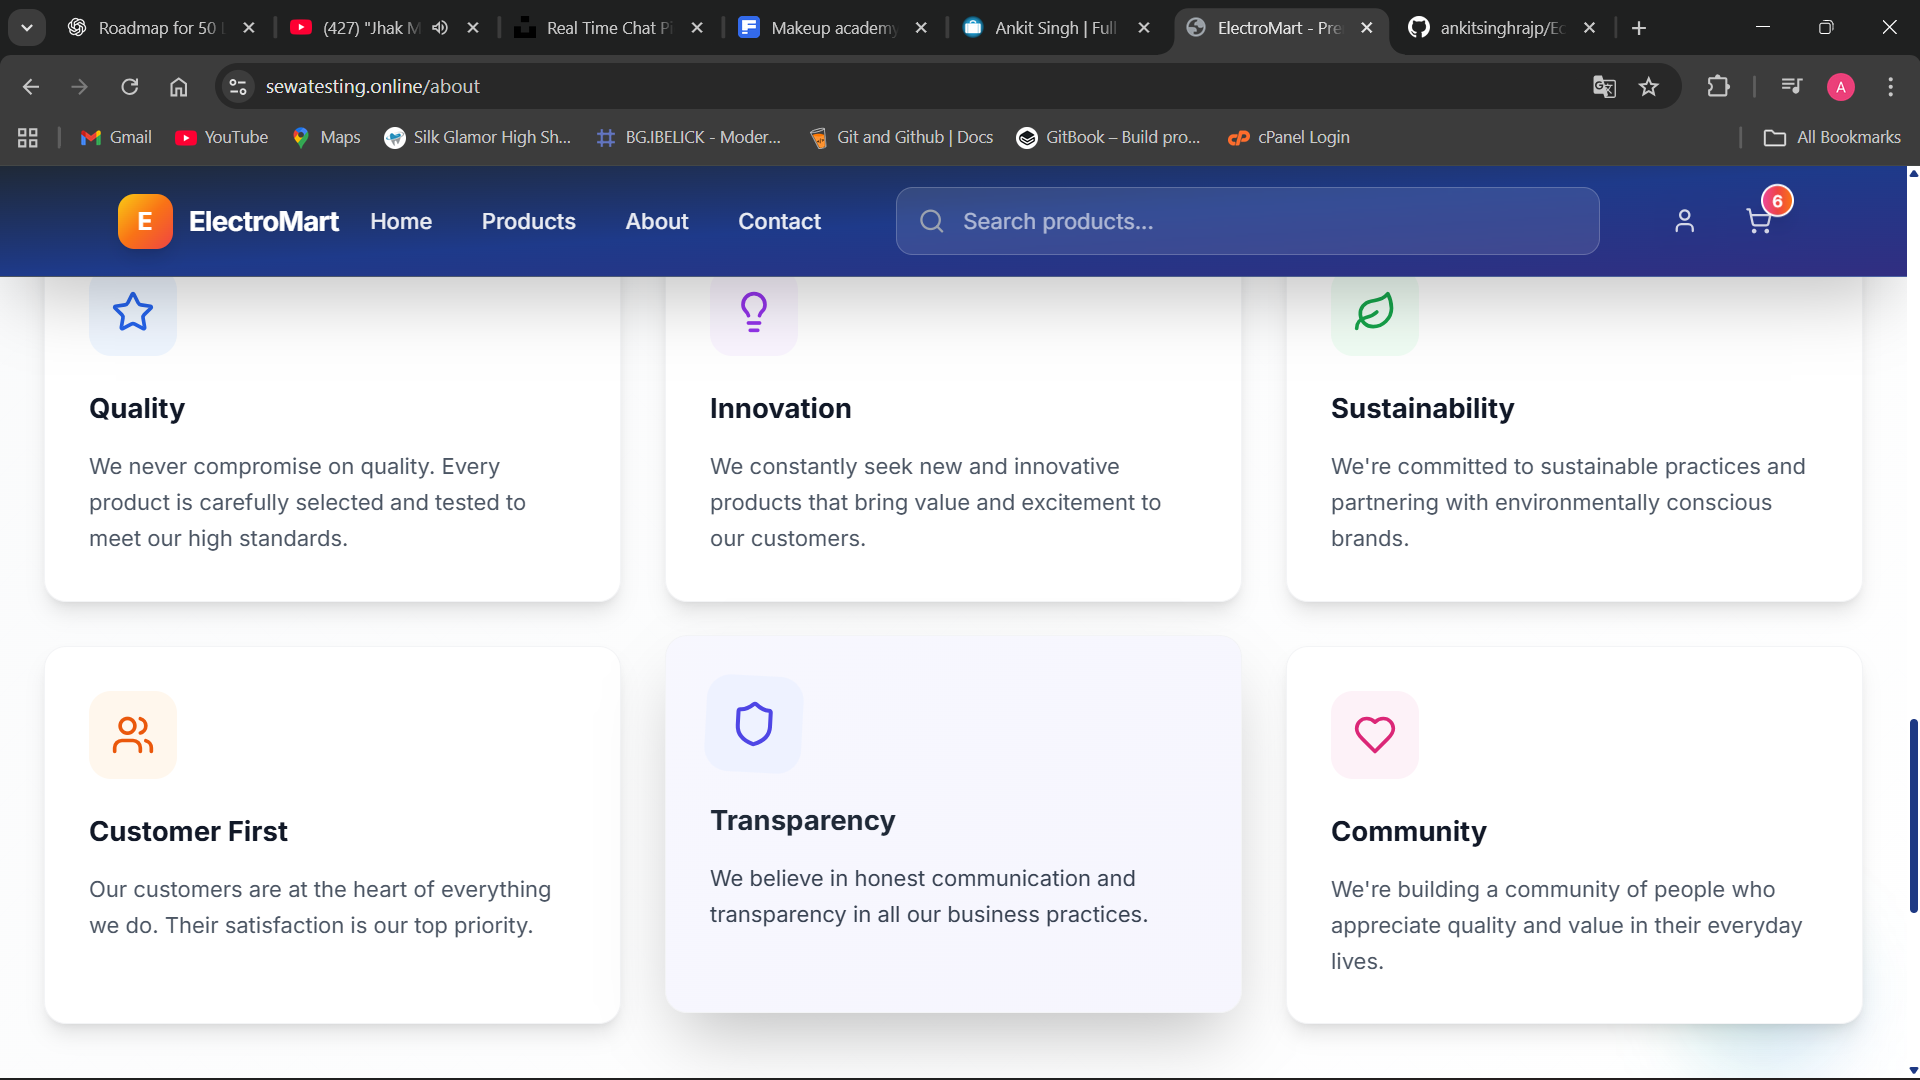 Roadmap for 50
(427) "Jhak M
Real Time Chat Pi
Makeup academy
Ankit Singh | Full
ElectroMart - Pre
ankitsinghrajp/Ec
sewatesting.online/about
A
Gmail
YouTube
Maps
Silk Glamor High Sh...
BG.IBELICK - Moder...
Git and Github | Docs
GitBook – Build pro...
cP
cPanel Login
All Bookmarks
E
ElectroMart
Home
Products
About
Contact
Search products...
6
Quality
We never compromise on quality. Every
product is carefully selected and tested to
meet our high standards.
Innovation
We constantly seek new and innovative
products that bring value and excitement to
our customers.
Sustainability
We're committed to sustainable practices and
partnering with environmentally conscious
brands.
Customer First
Our customers are at the heart of everything
we do. Their satisfaction is our top priority.
Transparency
We believe in honest communication and
transparency in all our business practices.
Community
We're building a community of people who
appreciate quality and value in their everyday
lives.